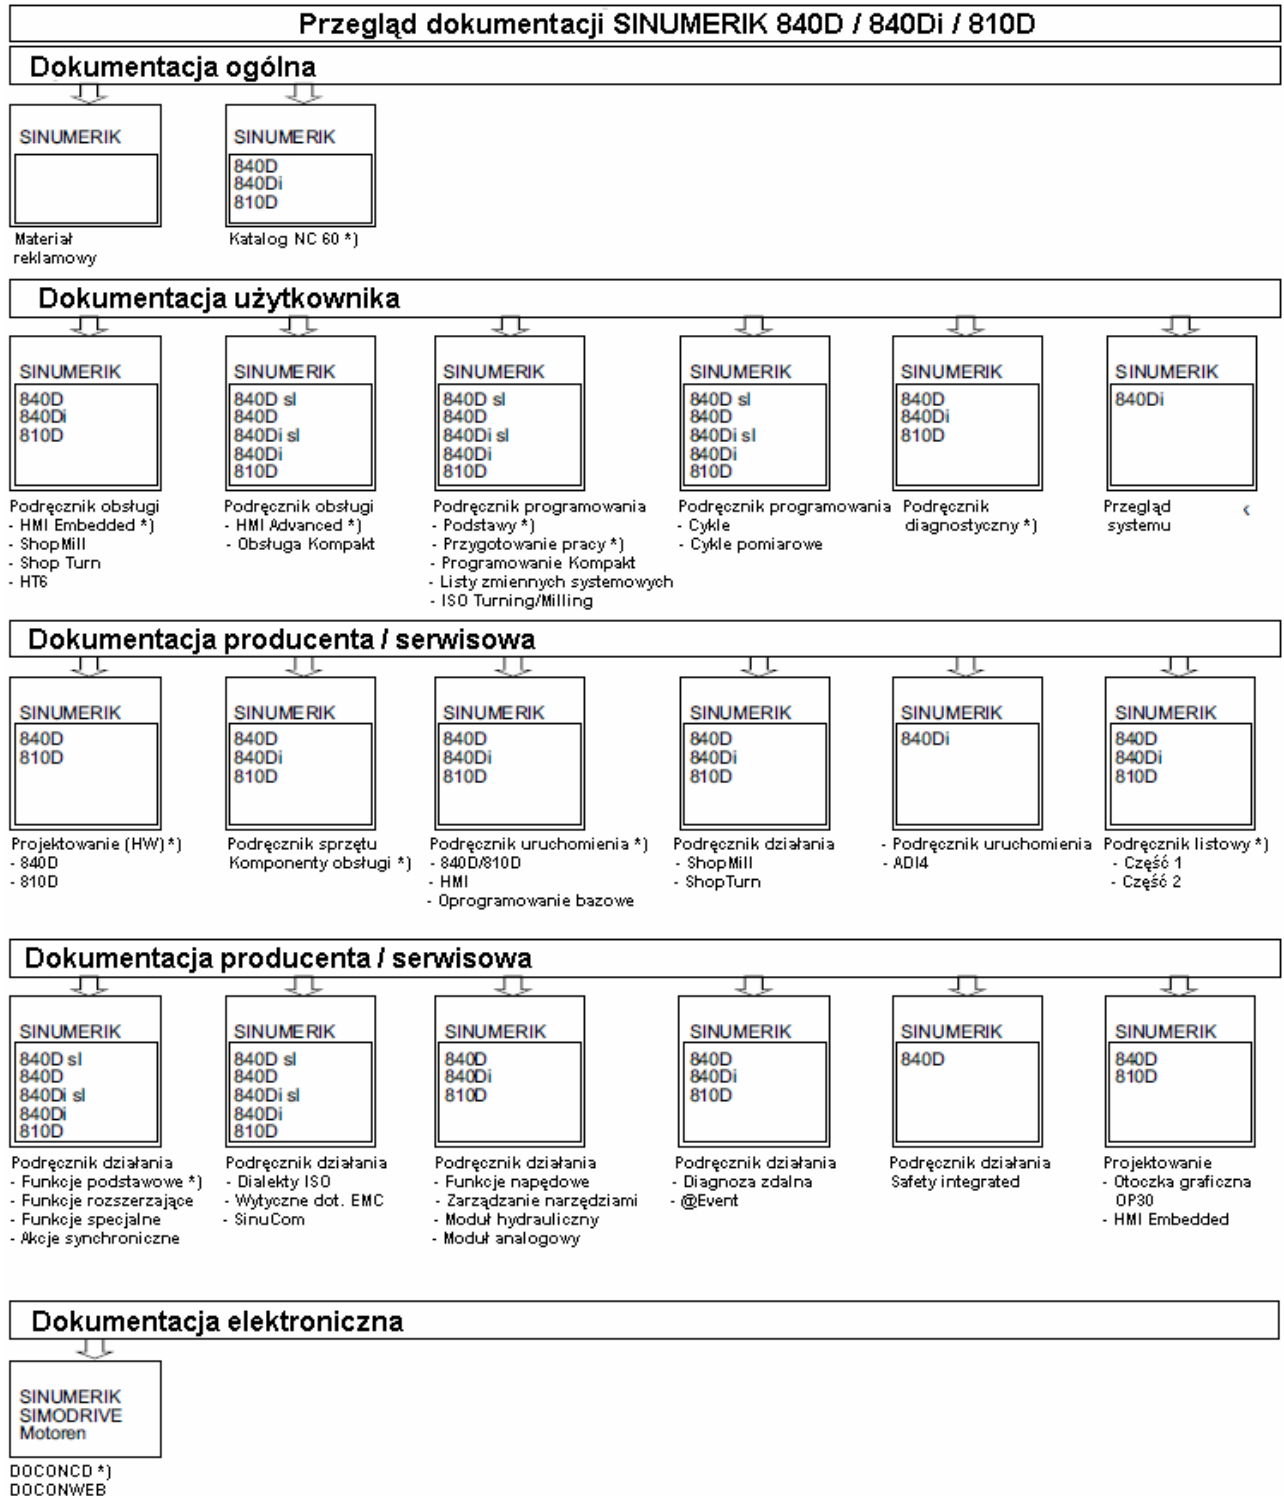 Przegląd dokumentacji SINUMERIK 840D / 840Di / 810D
Dokumentacja ogólna
SINUMERIK
Materiał
reklamowy
SINUMERIK
840D
840Di
810D
Katalog NC 60 *)
Dokumentacja użytkownika
SINUMERIK
840D
840Di
810D
Podręcznik obsługi
- HMI Embedded *)
- ShopMill
- Shop Turn
- HT6
SINUMERIK
840D sl
840D
840Di sl
840Di
810D
Podręcznik obsługi
- HMI Advanced *)
- Obsługa Kompakt
SINUMERIK
840D sl
840D
840Di sl
840Di
810D
Podręcznik programowania
- Podstawy *)
- Przygotowanie pracy *)
- Programowanie Kompakt
- Listy zmiennych systemowych
- ISO Turning/Milling
SINUMERIK
840D sl
840D
840Di sl
840Di
810D
Podręcznik programowania
- Cykle
- Cykle pomiarowe
SINUMERIK
840D
840Di
810D
Podręcznik
diagnostyczny *)
SINUMERIK
840Di
Przegląd
systemu
Dokumentacja producenta / serwisowa
SINUMERIK
840D
810D
Projektowanie (HW) *)
- 840D
- 810D
SINUMERIK
840D
840Di
810D
Podręcznik sprzętu
Komponenty obsługi *)
SINUMERIK
840D
840Di
810D
Podręcznik uruchomienia *)
- 840D/810D
- HMI
- Oprogramowanie bazowe
SINUMERIK
840D
840Di
810D
Podręcznik działania
- ShopMill
- ShopTurn
SINUMERIK
840Di
- Podręcznik uruchomienia
- ADI4
SINUMERIK
840D
840Di
810D
Podręcznik listowy *)
- Część 1
- Część 2
Dokumentacja producenta / serwisowa
SINUMERIK
840D sl
840D
840Di sl
840Di
810D
Podręcznik działania
- Funkcje podstawowe *)
- Funkcje rozszerzające
- Funkcje specjalne
- Akcje synchroniczne
SINUMERIK
840D sl
840D
840Di sl
840Di
810D
Podręcznik działania
- Dialekty ISO
- Wytyczne dot. EMC
- SinuCom
SINUMERIK
840D
840Di
810D
Podręcznik działania
- Funkcje napędowe
- Zarządzanie narzędziami
- Moduł hydrauliczny
- Moduł analogowy
SINUMERIK
840D
840Di
810D
Podręcznik działania
- Diagnoza zdalna
- @Event
SINUMERIK
840D
Podręcznik działania
Safety integrated
SINUMERIK
840D
810D
Projektowanie
- Otoczka graficzna
OP30
- HMI Embedded
Dokumentacja elektroniczna
SINUMERIK
SIMODRIVE
Motoren
DOCONCD *)
DOCONWEB